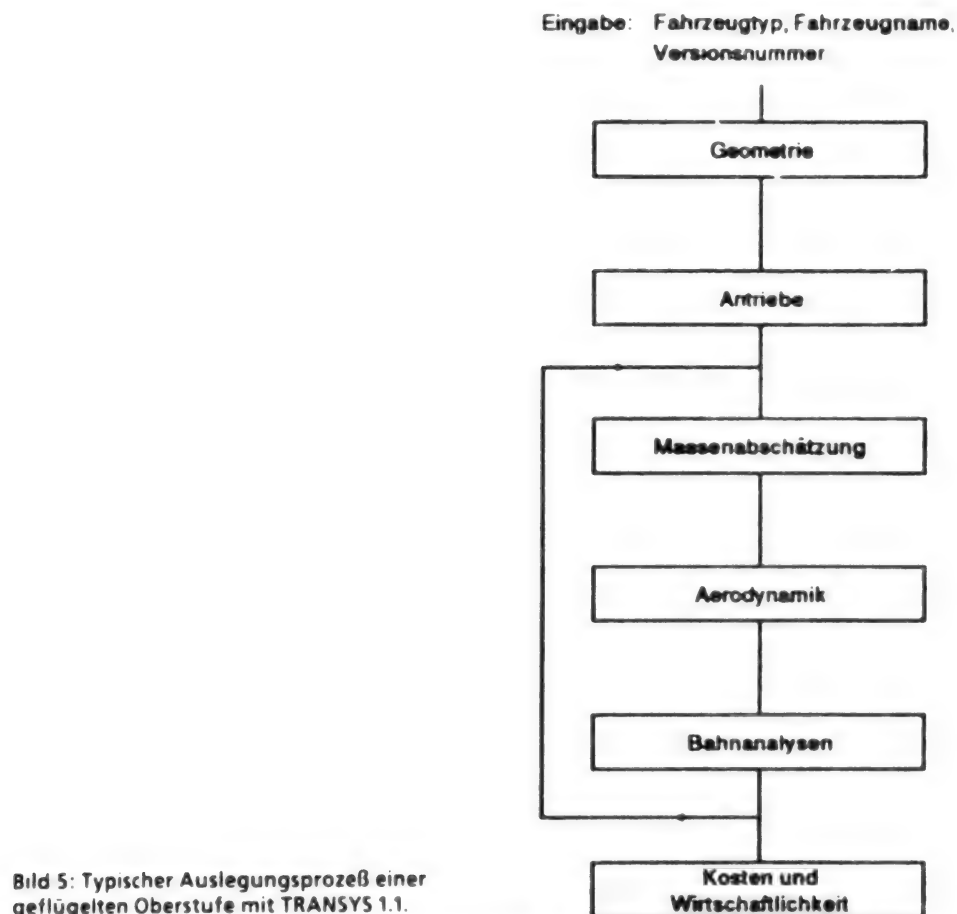 Eingabe: Fahrzeugtyp, Fahrzeugname,
Versionsnummer
Geometrie
Antriebe
Massenabschätzung
Aerodynamik
Bahnanalysen
Kosten und
Wirtschaftlichkeit
Bild 5: Typischer Auslegungsprozeß einer
geflügelten Oberstufe mit TRANSYS 1.1.